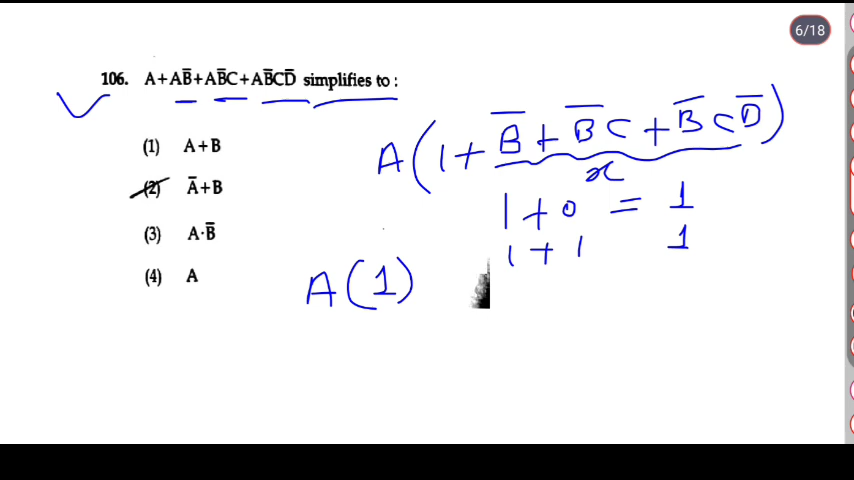 6/18
106. A + AB̅ + AB̅C + AB̅CD̅ simplifies to :
(1) A + B
(2) A̅ + B
(3) A·B̅
(4) A
A(1 + B̅ + B̅C + B̅CD̅)
x
1 + 0 = 1
1 + 1 1
A(1)